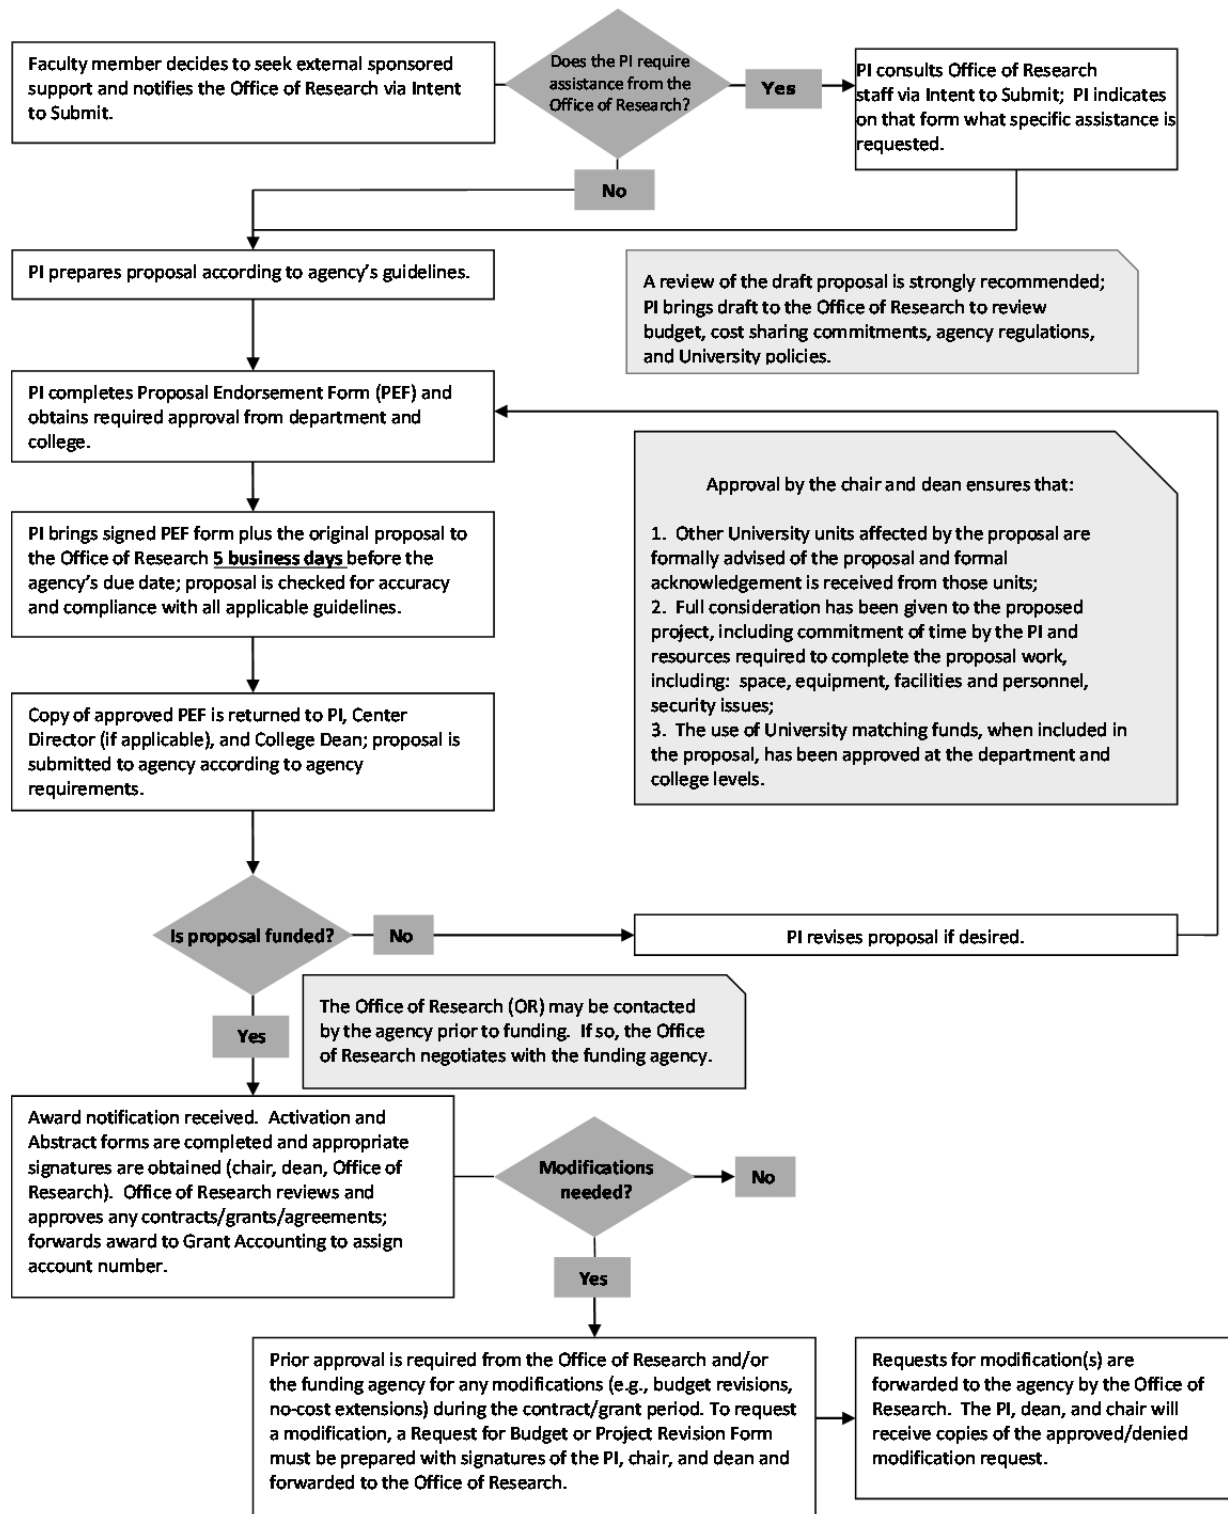 Faculty member decides to seek external sponsored
support and notifies the Office of Research via Intent
to Submit.
Does the PI require
assistance from the
Office of Research?
Yes
PI consults Office of Research
staff via Intent to Submit;  PI indicates
on that form what specific assistance is
requested.
No
PI prepares proposal according to agency's guidelines.
A review of the draft proposal is strongly recommended;
PI brings draft to the Office of Research to review
budget, cost sharing commitments, agency regulations,
and University policies.
PI completes Proposal Endorsement Form (PEF) and
obtains required approval from department and
college.
Approval by the chair and dean ensures that:
1.  Other University units affected by the proposal are
formally advised of the proposal and formal
acknowledgement is received from those units;
2.  Full consideration has been given to the proposed
project, including commitment of time by the PI and
resources required to complete the proposal work,
including:  space, equipment, facilities and personnel,
security issues;
3.  The use of University matching funds, when included in
the proposal, has been approved at the department and
college levels.
PI brings signed PEF form plus the original proposal to
the Office of Research 5 business days before the
agency's due date; proposal is checked for accuracy
and compliance with all applicable guidelines.
Copy of approved PEF is returned to PI, Center
Director (if applicable), and College Dean; proposal is
submitted to agency according to agency
requirements.
Is proposal funded?
No
PI revises proposal if desired.
Yes
The Office of Research (OR) may be contacted
by the agency prior to funding.  If so, the Office
of Research negotiates with the funding agency.
Award notification received.  Activation and
Abstract forms are completed and appropriate
signatures are obtained (chair, dean, Office of
Research).  Office of Research reviews and
approves any contracts/grants/agreements;
forwards award to Grant Accounting to assign
account number.
Modifications
needed?
No
Yes
Prior approval is required from the Office of Research and/or
the funding agency for any modifications (e.g., budget revisions,
no-cost extensions) during the contract/grant period. To request
a modification, a Request for Budget or Project Revision Form
must be prepared with signatures of the PI, chair, and dean and
forwarded to the Office of Research.
Requests for modification(s) are
forwarded to the agency by the Office of
Research.  The PI, dean, and chair will
receive copies of the approved/denied
modification request.